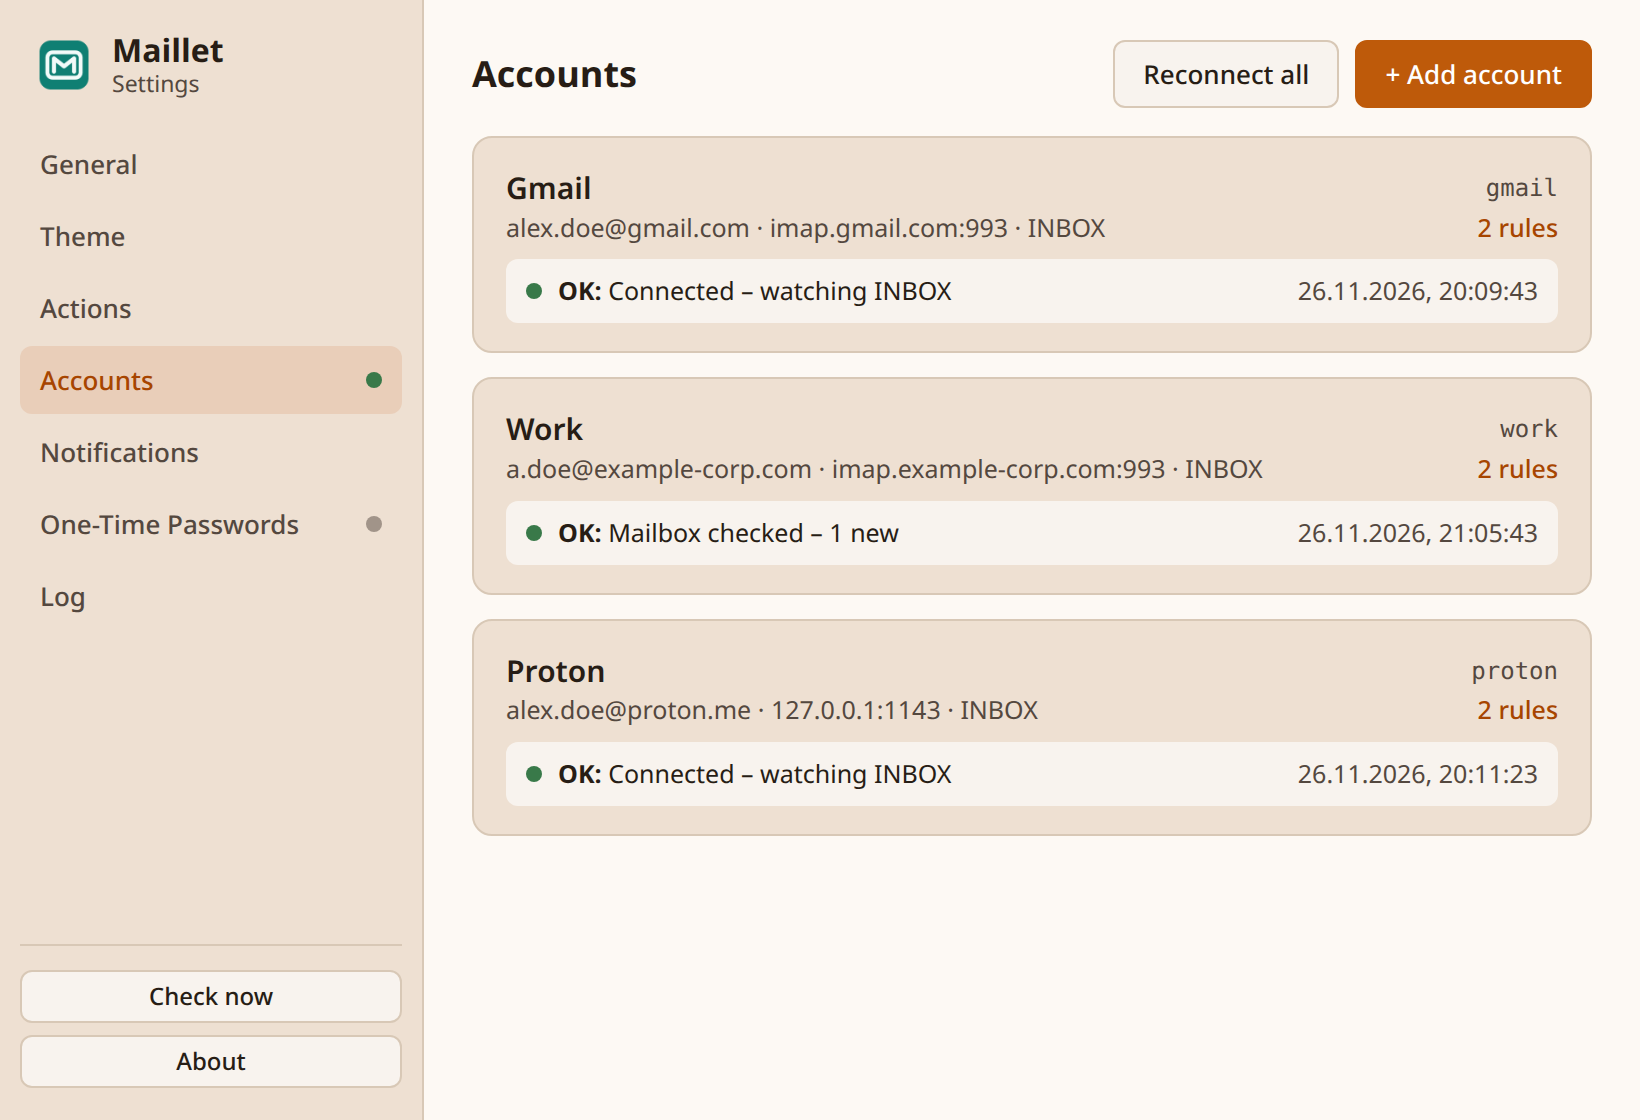 Maillet
Settings
General
Theme
Actions
Accounts
Notifications
One-Time Passwords
Log
Check now
About
Accounts
Reconnect all
+ Add account
Gmail
gmail
alex.doe@gmail.com · imap.gmail.com:993 · INBOX
2 rules
OK: Connected – watching INBOX
26.11.2026, 20:09:43
Work
work
a.doe@example-corp.com · imap.example-corp.com:993 · INBOX
2 rules
OK: Mailbox checked – 1 new
26.11.2026, 21:05:43
Proton
proton
alex.doe@proton.me · 127.0.0.1:1143 · INBOX
2 rules
OK: Connected – watching INBOX
26.11.2026, 20:11:23